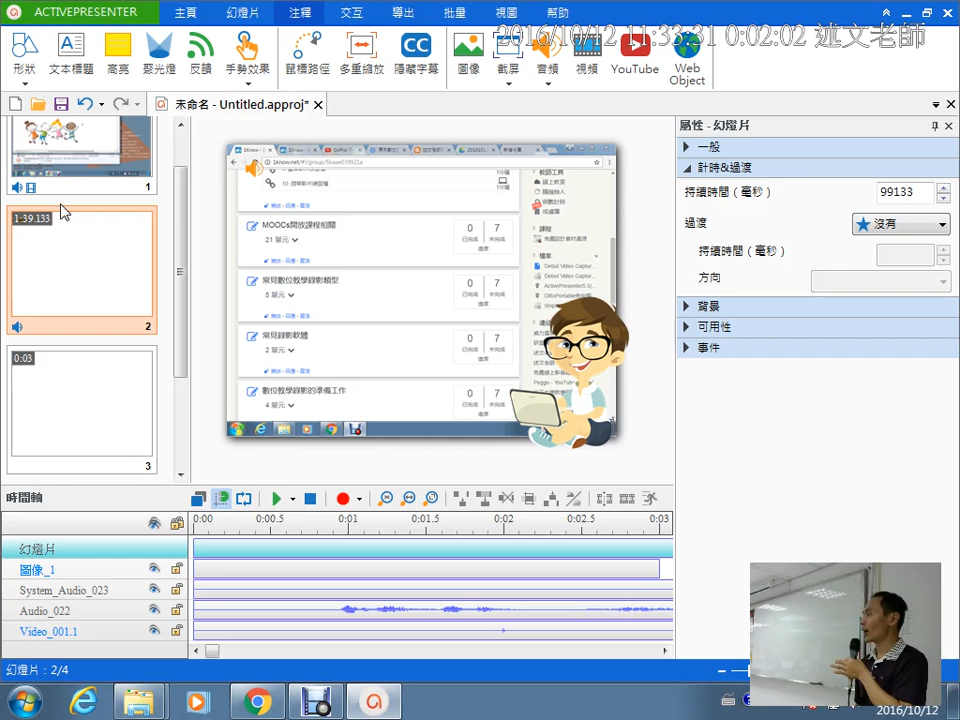 ACTIVEPRESENTER
主頁 幻燈片 注釋 交互 導出 批量 視圖 幫助
2016/10/12 11:33:31 0:02:02 述文老師
形狀 文本標題 高亮 聚光燈 反饋 手勢效果 鼠標路徑 多重縮放 隱藏字幕 圖像 截屏 音頻 視頻 YouTube Web Object
未命名 - Untitled.approj*
屬性 - 幻燈片
一般
計時&過渡
持續時間（毫秒） 99133
過渡 沒有
持續時間（毫秒）
方向
背景
可用性
事件
1
1:39.133
2
0:03
3
MOOCs開放課程相關
21 單元
0 7
常見數位教學錄影類型
5 單元
0 7
常見錄影軟體
2 單元
0 7
數位教學錄影的準備工作
4 單元
0 7
時間軸
0:00 0:00.5 0:01 0:01.5 0:02 0:02.5 0:03
幻燈片
圖像_1
System_Audio_023
Audio_022
Video_001.1
幻燈片：2/4
2016/10/12